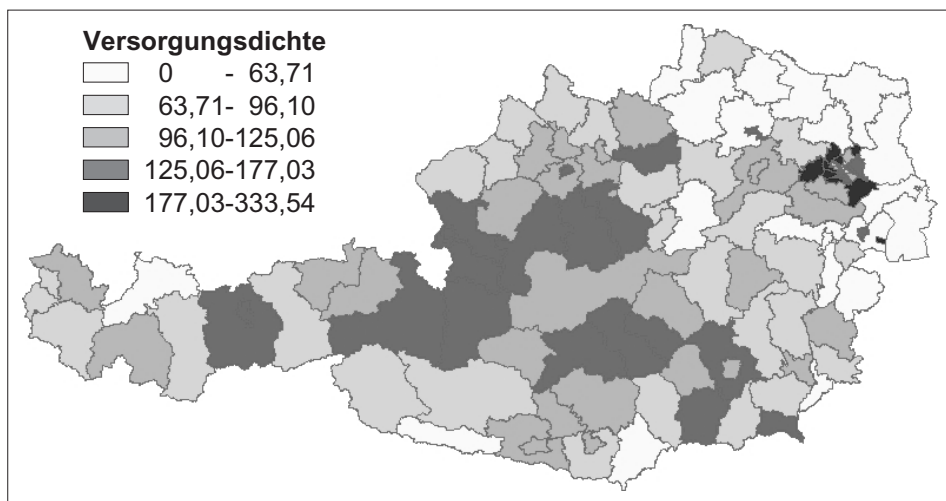 Versorgungsdichte
0 - 63,71
63,71- 96,10
96,10-125,06
125,06-177,03
177,03-333,54